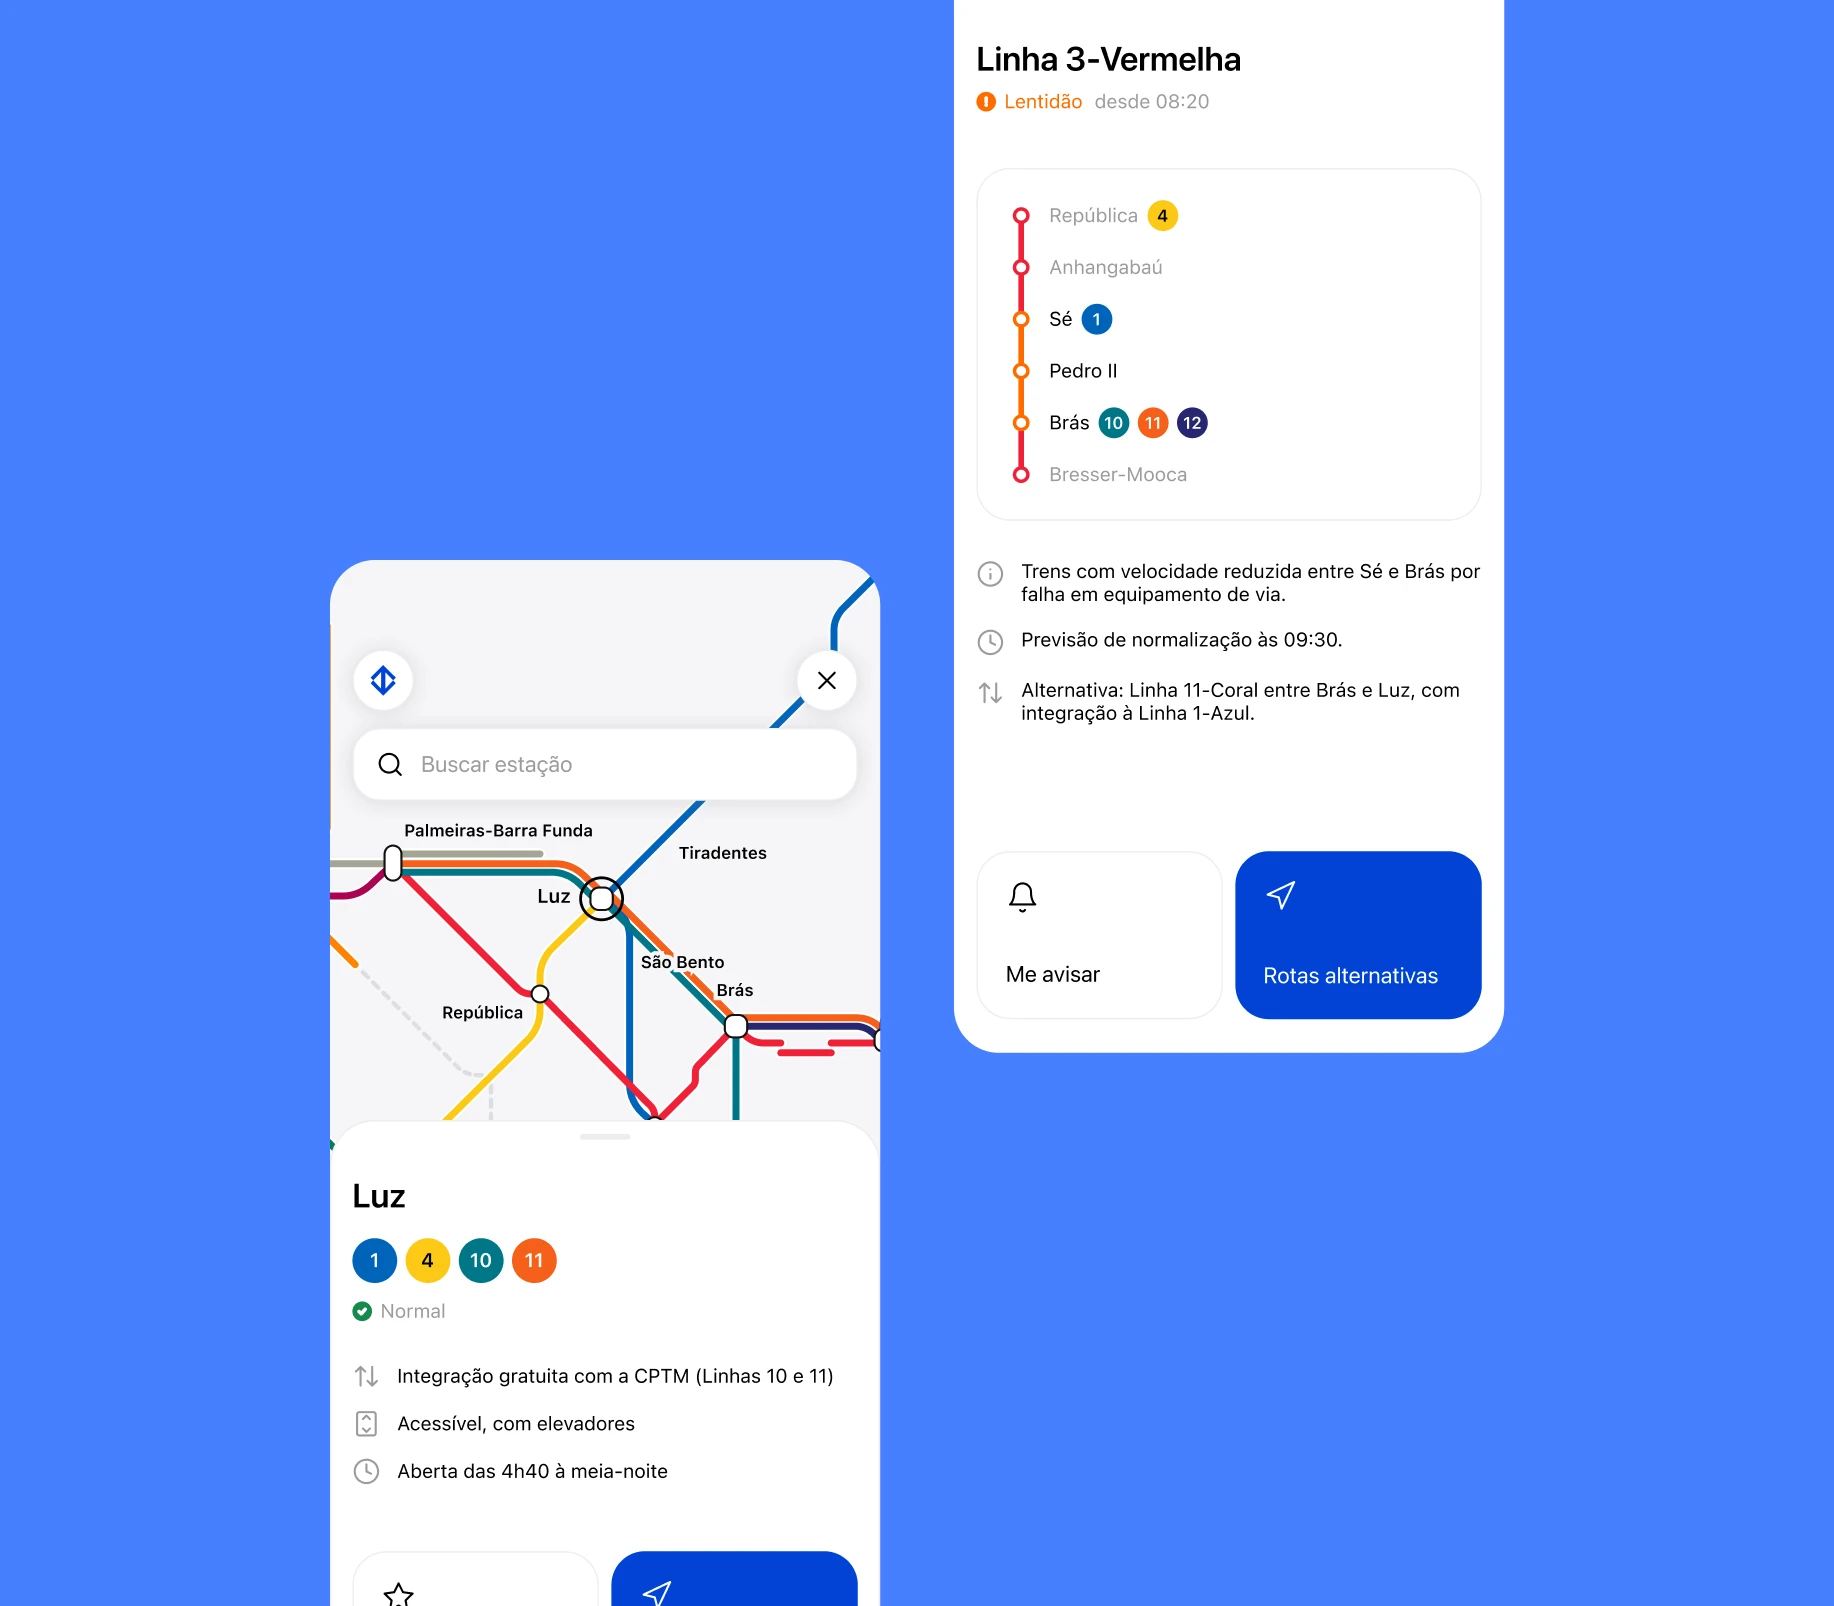 Linha 3-Vermelha
Lentidão desde 08:20
República 4
Anhangabaú
Sé 1
Pedro II
Brás 10 11 12
Bresser-Mooca
Trens com velocidade reduzida entre Sé e Brás por
falha em equipamento de via.
Previsão de normalização às 09:30.
Alternativa: Linha 11-Coral entre Brás e Luz, com
integração à Linha 1-Azul.
Me avisar
Rotas alternativas
Buscar estação
Palmeiras-Barra Funda
Tiradentes
Luz
São Bento
Brás
República
Luz
1 4 10 11
Normal
Integração gratuita com a CPTM (Linhas 10 e 11)
Acessível, com elevadores
Aberta das 4h40 à meia-noite